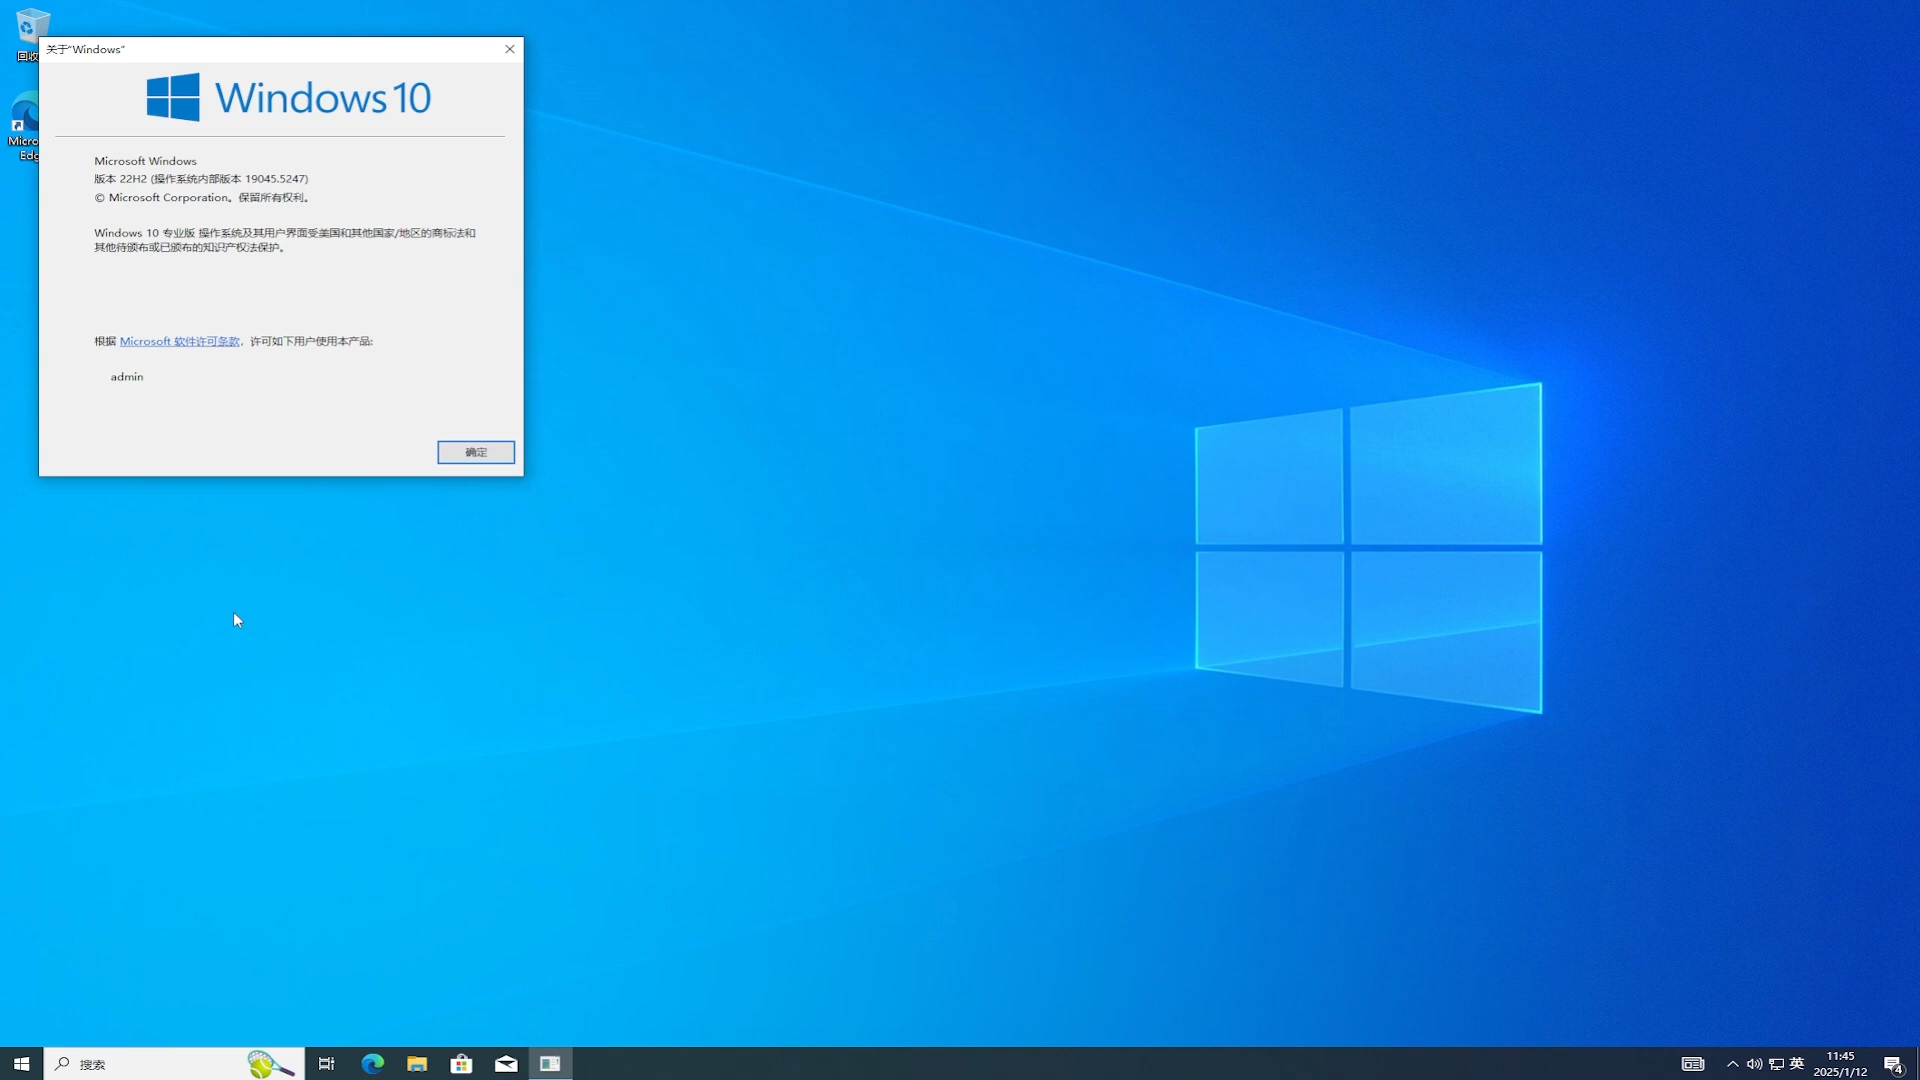 回收
关于"Windows"
Windows 10
Micro
Edg
Microsoft Windows
版本 22H2 (操作系统内部版本 19045.5247)
© Microsoft Corporation。保留所有权利。
Windows 10 专业版 操作系统及其用户界面受美国和其他国家/地区的商标法和
其他待颁布或已颁布的知识产权法保护。
根据 Microsoft 软件许可条款，许可如下用户使用本产品:
admin
确定
搜索
英
11:45
2025/1/12
4